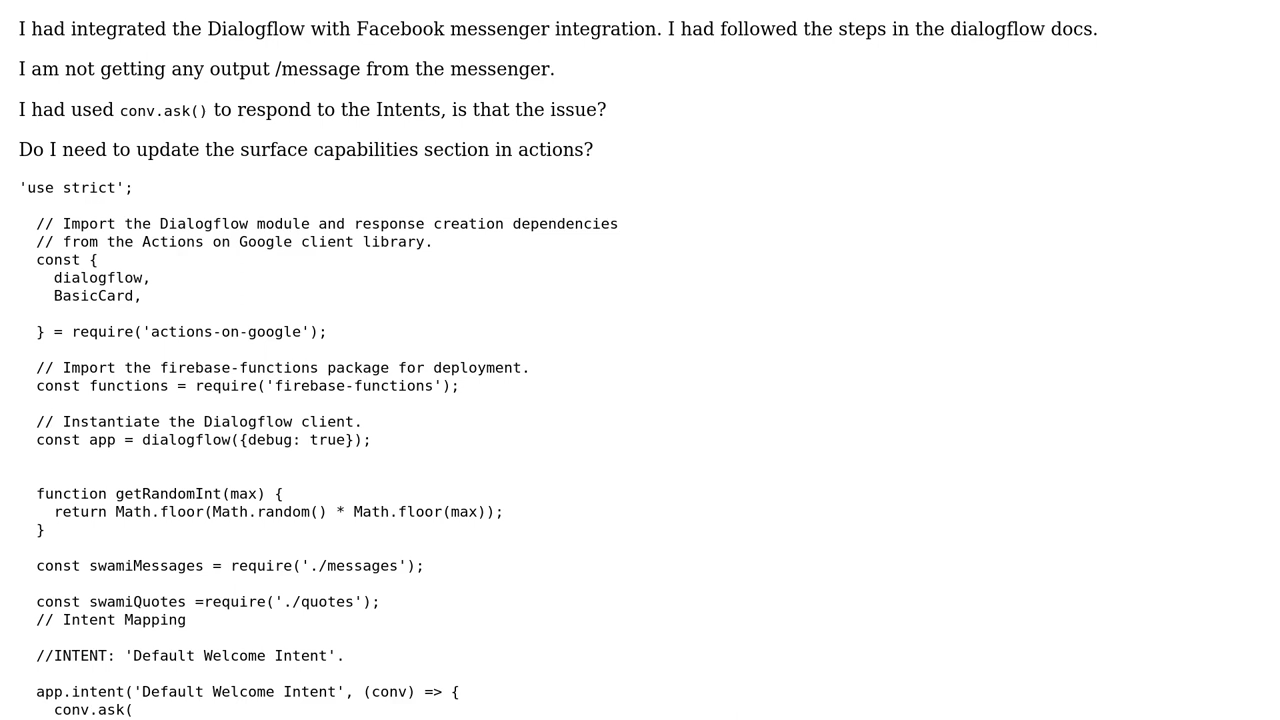 I had integrated the Dialogflow with Facebook messenger integration. I had followed the steps in the dialogflow docs.
I am not getting any output /message from the messenger.
I had used conv.ask() to respond to the Intents, is that the issue?
Do I need to update the surface capabilities section in actions?
'use strict';
// Import the Dialogflow module and response creation dependencies
// from the Actions on Google client library.
const {
dialogflow,
BasicCard,
} = require('actions-on-google');
// Import the firebase-functions package for deployment.
const functions = require('firebase-functions');
// Instantiate the Dialogflow client.
const app = dialogflow({debug: true});
function getRandomInt(max) {
return Math.floor(Math.random() * Math.floor(max));
}
const swamiMessages = require('./messages');
const swamiQuotes =require('./quotes');
// Intent Mapping
//INTENT: 'Default Welcome Intent'.
app.intent('Default Welcome Intent', (conv) => {
conv.ask(